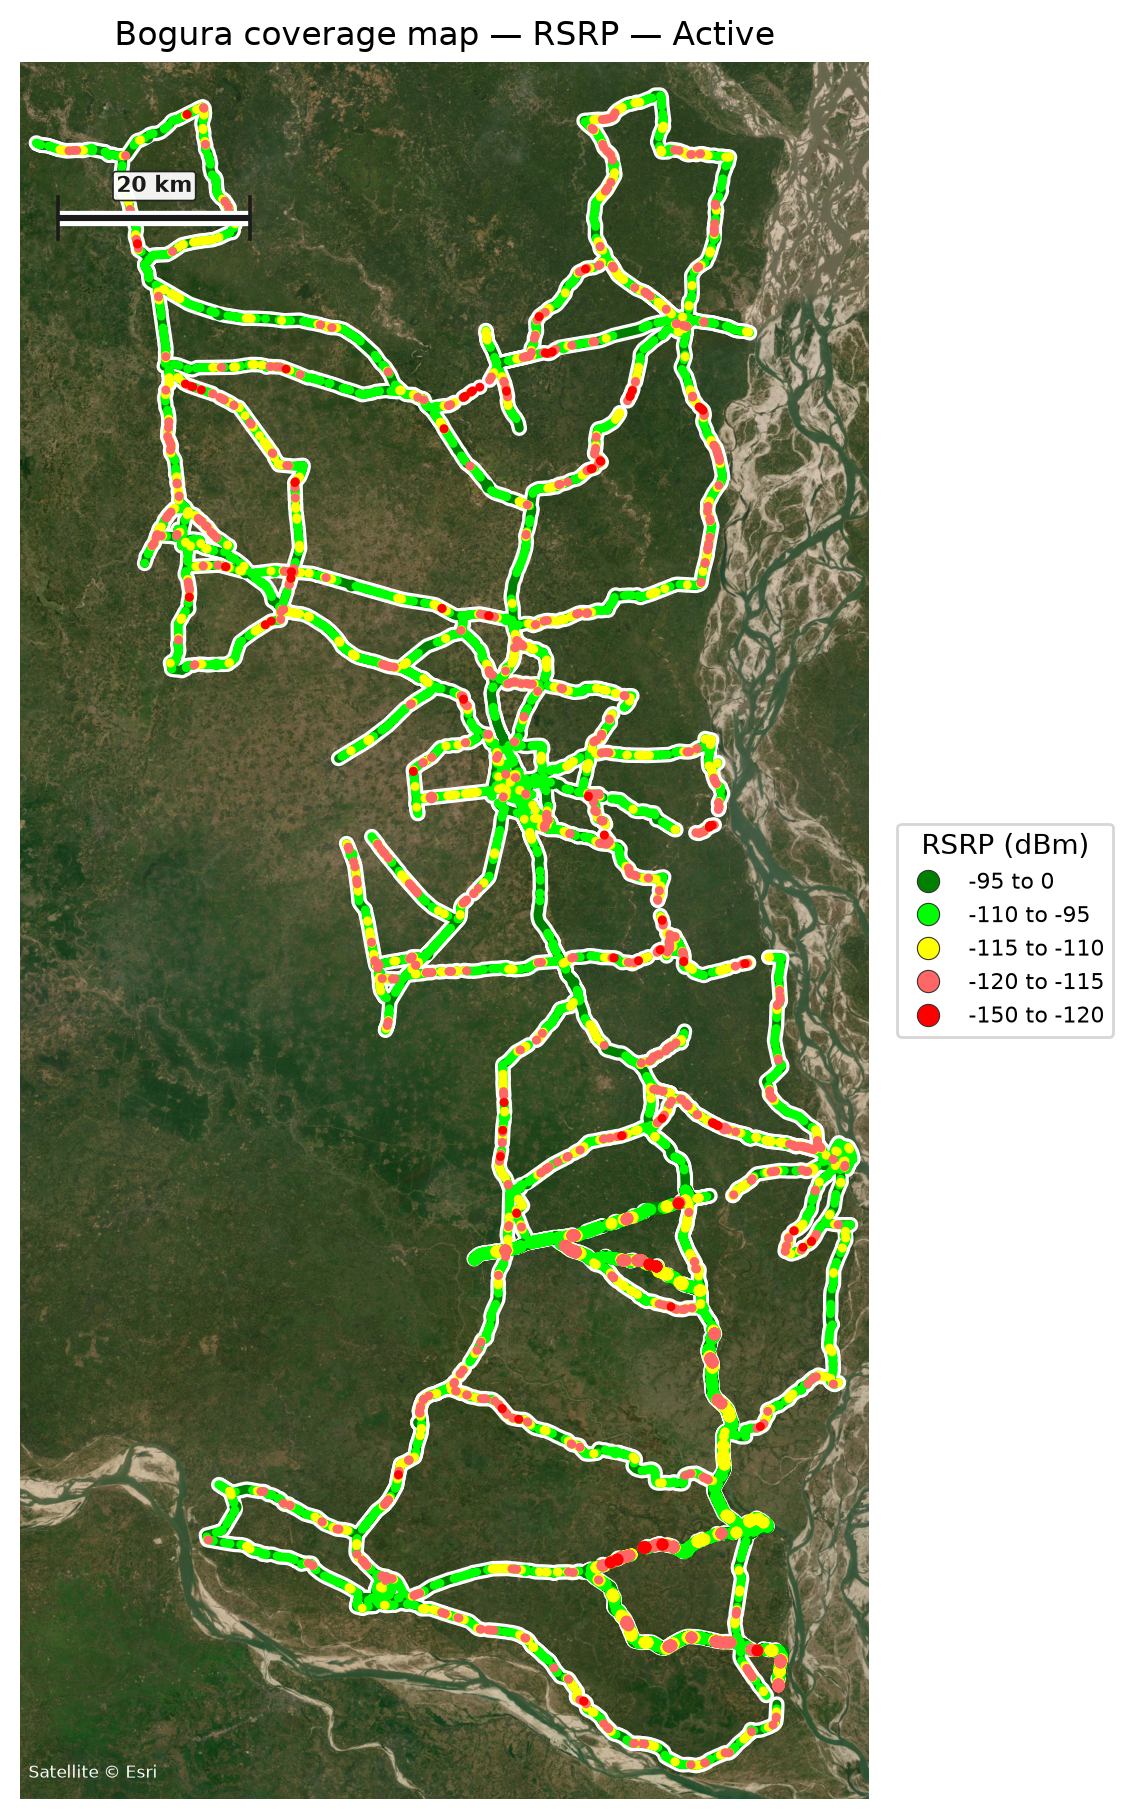 Bogura coverage map — RSRP — Active
20 km
RSRP (dBm)
-95 to 0
-110 to -95
-115 to -110
-120 to -115
-150 to -120
Satellite © Esri